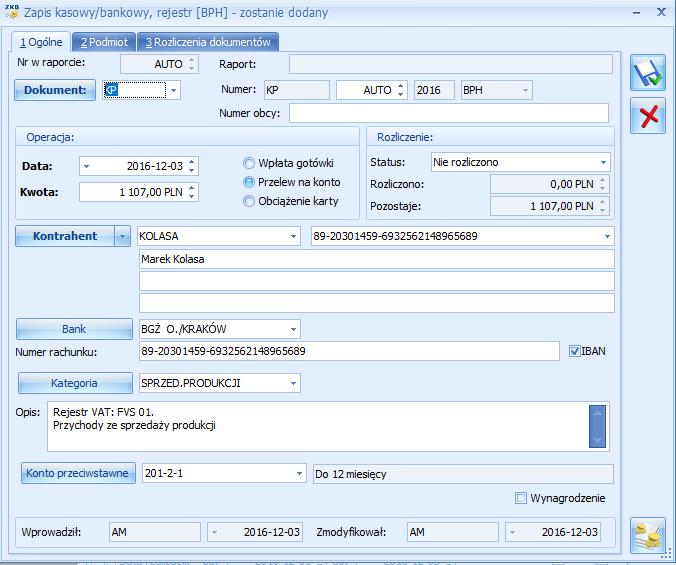 ZKB Zapis kasowy/bankowy, rejestr [BPH] - zostanie dodany
1 Ogólne 2 Podmiot 3 Rozliczenia dokumentów
Nr w raporcie: AUTO Raport:
Dokument: KP Numer: KP AUTO 2016 BPH
Numer obcy:
Operacja: Rozliczenie:
Data: 2016-12-03 Wpłata gotówki Status: Nie rozliczono
Przelew na konto Rozliczono: 0,00 PLN
Kwota: 1 107,00 PLN Obciążenie karty Pozostaje: 1 107,00 PLN
Kontrahent KOLASA 89-20301459-6932562148965689
Marek Kolasa
Bank BGŻ O./KRAKÓW
Numer rachunku: 89-20301459-6932562148965689 IBAN
Kategoria SPRZED.PRODUKCJI
Opis: Rejestr VAT: FVS 01.
Przychody ze sprzedaży produkcji
Konto przeciwstawne 201-2-1 Do 12 miesięcy
Wynagrodzenie
Wprowadził: AM 2016-12-03 Zmodyfikował: AM 2016-12-03